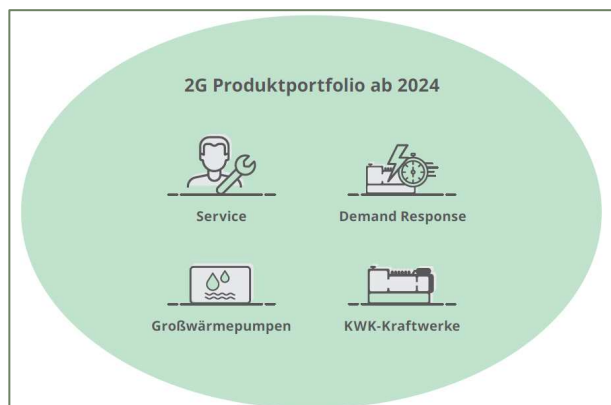 2G Produktportfolio ab 2024
Service
Demand Response
Großwärmepumpen
KWK-Kraftwerke